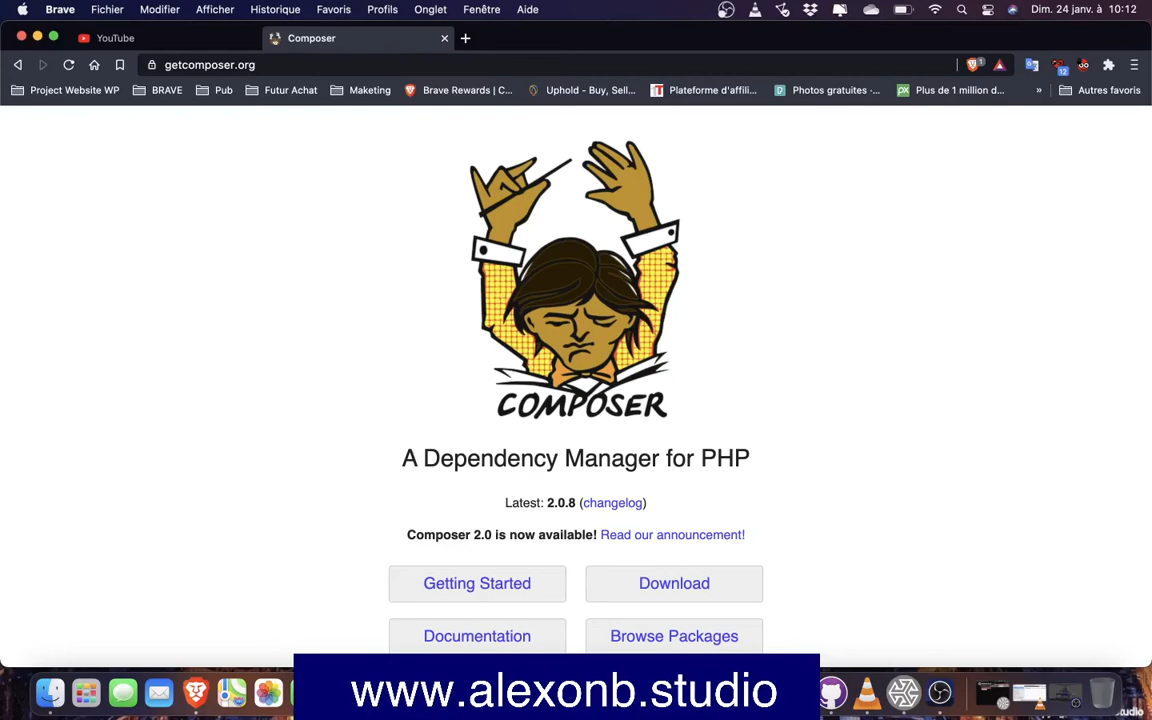 Brave Fichier Modifier Afficher Historique Favoris Profils Onglet Fenêtre Aide Dim. 24 janv. à 10:12
YouTube Composer
getcomposer.org 1 12
Project Website WP BRAVE Pub Futur Achat Maketing Brave Rewards | C... Uphold - Buy, Sell... Plateforme d'affili... Photos gratuites -... Plus de 1 million d... » Autres favoris
COMPOSER
A Dependency Manager for PHP
Latest: 2.0.8 (changelog)
Composer 2.0 is now available! Read our announcement!
Getting Started Download
Documentation Browse Packages
www.alexonb.studio